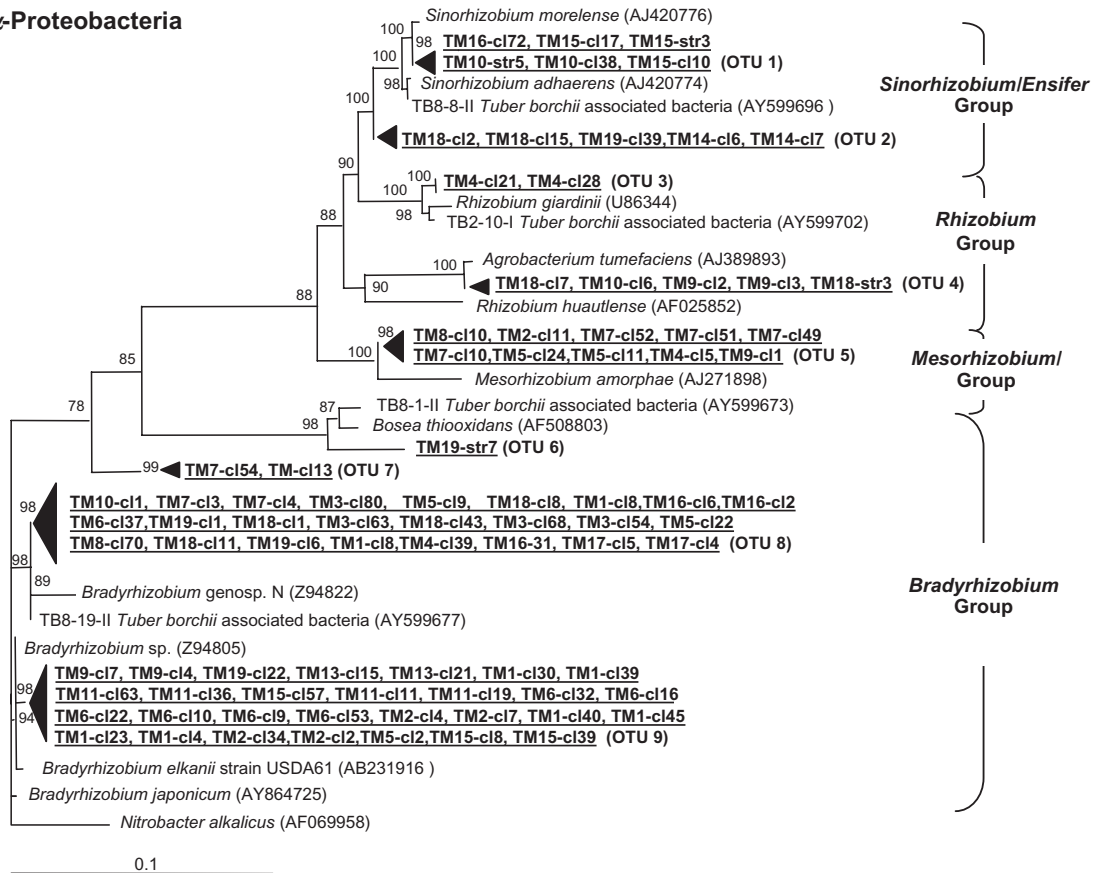 α-Proteobacteria
Sinorhizobium morelense (AJ420776)
100
98
TM16-cl72, TM15-cl17, TM15-str3
TM10-str5, TM10-cl38, TM15-cl10 (OTU 1)
100
98
Sinorhizobium adhaerens (AJ420774)
TB8-8-II Tuber borchii associated bacteria (AY599696 )
Sinorhizobium/Ensifer
Group
100
TM18-cl2, TM18-cl15, TM19-cl39,TM14-cl6, TM14-cl7 (OTU 2)
90
100
TM4-cl21, TM4-cl28 (OTU 3)
100
Rhizobium giardinii (U86344)
98
TB2-10-I Tuber borchii associated bacteria (AY599702)
Rhizobium
Group
88
Agrobacterium tumefaciens (AJ389893)
100
TM18-cl7, TM10-cl6, TM9-cl2, TM9-cl3, TM18-str3 (OTU 4)
90
Rhizobium huautlense (AF025852)
88
98
TM8-cl10, TM2-cl11, TM7-cl52, TM7-cl51, TM7-cl49
TM7-cl10,TM5-cl24,TM5-cl11,TM4-cl5,TM9-cl1 (OTU 5)
100
Mesorhizobium amorphae (AJ271898)
Mesorhizobium/
Group
85
78
87
TB8-1-II Tuber borchii associated bacteria (AY599673)
98
Bosea thiooxidans (AF508803)
TM19-str7 (OTU 6)
99
TM7-cl54, TM-cl13 (OTU 7)
98
TM10-cl1, TM7-cl3, TM7-cl4, TM3-cl80, TM5-cl9, TM18-cl8, TM1-cl8,TM16-cl6,TM16-cl2
TM6-cl37,TM19-cl1, TM18-cl1, TM3-cl63, TM18-cl43, TM3-cl68, TM3-cl54, TM5-cl22
TM8-cl70, TM18-cl11, TM19-cl6, TM1-cl8,TM4-cl39, TM16-31, TM17-cl5, TM17-cl4 (OTU 8)
98
89
Bradyrhizobium genosp. N (Z94822)
TB8-19-II Tuber borchii associated bacteria (AY599677)
Bradyrhizobium
Group
Bradyrhizobium sp. (Z94805)
98
94
TM9-cl7, TM9-cl4, TM19-cl22, TM13-cl15, TM13-cl21, TM1-cl30, TM1-cl39
TM11-cl63, TM11-cl36, TM15-cl57, TM11-cl11, TM11-cl19, TM6-cl32, TM6-cl16
TM6-cl22, TM6-cl10, TM6-cl9, TM6-cl53, TM2-cl4, TM2-cl7, TM1-cl40, TM1-cl45
TM1-cl23, TM1-cl4, TM2-cl34,TM2-cl2,TM5-cl2,TM15-cl8, TM15-cl39 (OTU 9)
Bradyrhizobium elkanii strain USDA61 (AB231916 )
Bradyrhizobium japonicum (AY864725)
Nitrobacter alkalicus (AF069958)
0.1